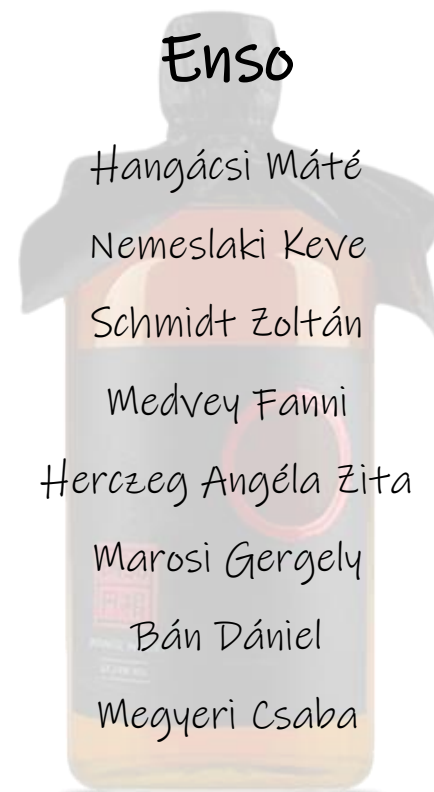 Enso
Hangácsi Máté
Nemeslaki Keve
Schmidt Zoltán
Medvey Fanni
Herczeg Angéla Zita
Marosi Gergely
Bán Dániel
Megyeri Csaba